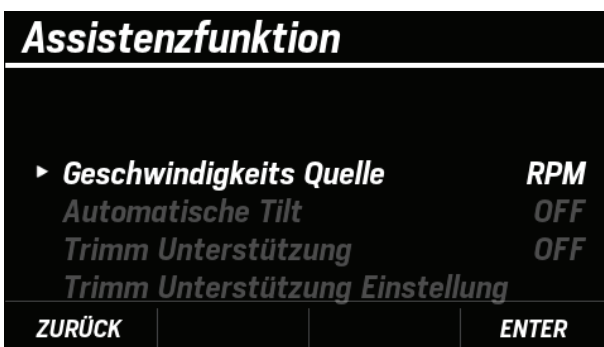 Assistenzfunktion
Geschwindigkeits Quelle RPM
Automatische Tilt OFF
Trimm Unterstützung OFF
Trimm Unterstützung Einstellung
ZURÜCK ENTER